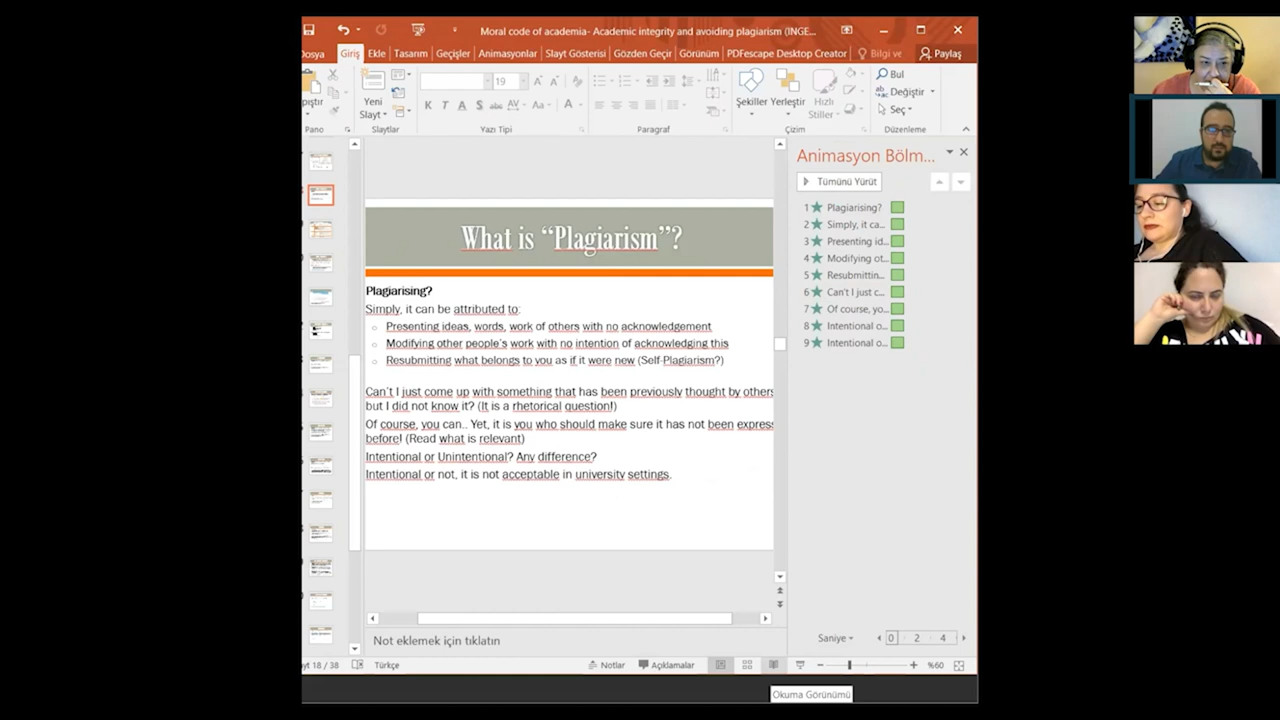 Moral code of academia- Academic integrity and avoiding plagiarism (INGE...
Dosya Giriş Ekle Tasarım Geçişler Animasyonlar Slayt Gösterisi Gözden Geçir Görünüm PDFescape Desktop Creator Bilgi ve Paylaş
pıştır
Yeni
Slayt
19
K T A S abc AV Aa A
Şekiller Yerleştir Hızlı
Stiller
Bul
Değiştir
Seç
Pano Slaytlar Yazı Tipi Paragraf Çizim Düzenleme
What is “Plagiarism”?
Plagiarising?
Simply, it can be attributed to:
○ Presenting ideas, words, work of others with no acknowledgement
○ Modifying other people's work with no intention of acknowledging this
○ Resubmitting what belongs to you as if it were new (Self-Plagiarism?)
Can't I just come up with something that has been previously thought by others
but I did not know it? (It is a rhetorical question!)
Of course, you can.. Yet, it is you who should make sure it has not been express
before! (Read what is relevant)
Intentional or Unintentional? Any difference?
Intentional or not, it is not acceptable in university settings.
Animasyon Bölm...
Tümünü Yürüt
1 Plagiarising?
2 Simply, it ca...
3 Presenting id...
4 Modifying ot...
5 Resubmittin...
6 Can't I just c...
7 Of course, yo...
8 Intentional o...
9 Intentional o...
Saniye 0 2 4
Not eklemek için tıklatın
yt 18 / 38 Türkçe Notlar Açıklamalar %60
Okuma Görünümü